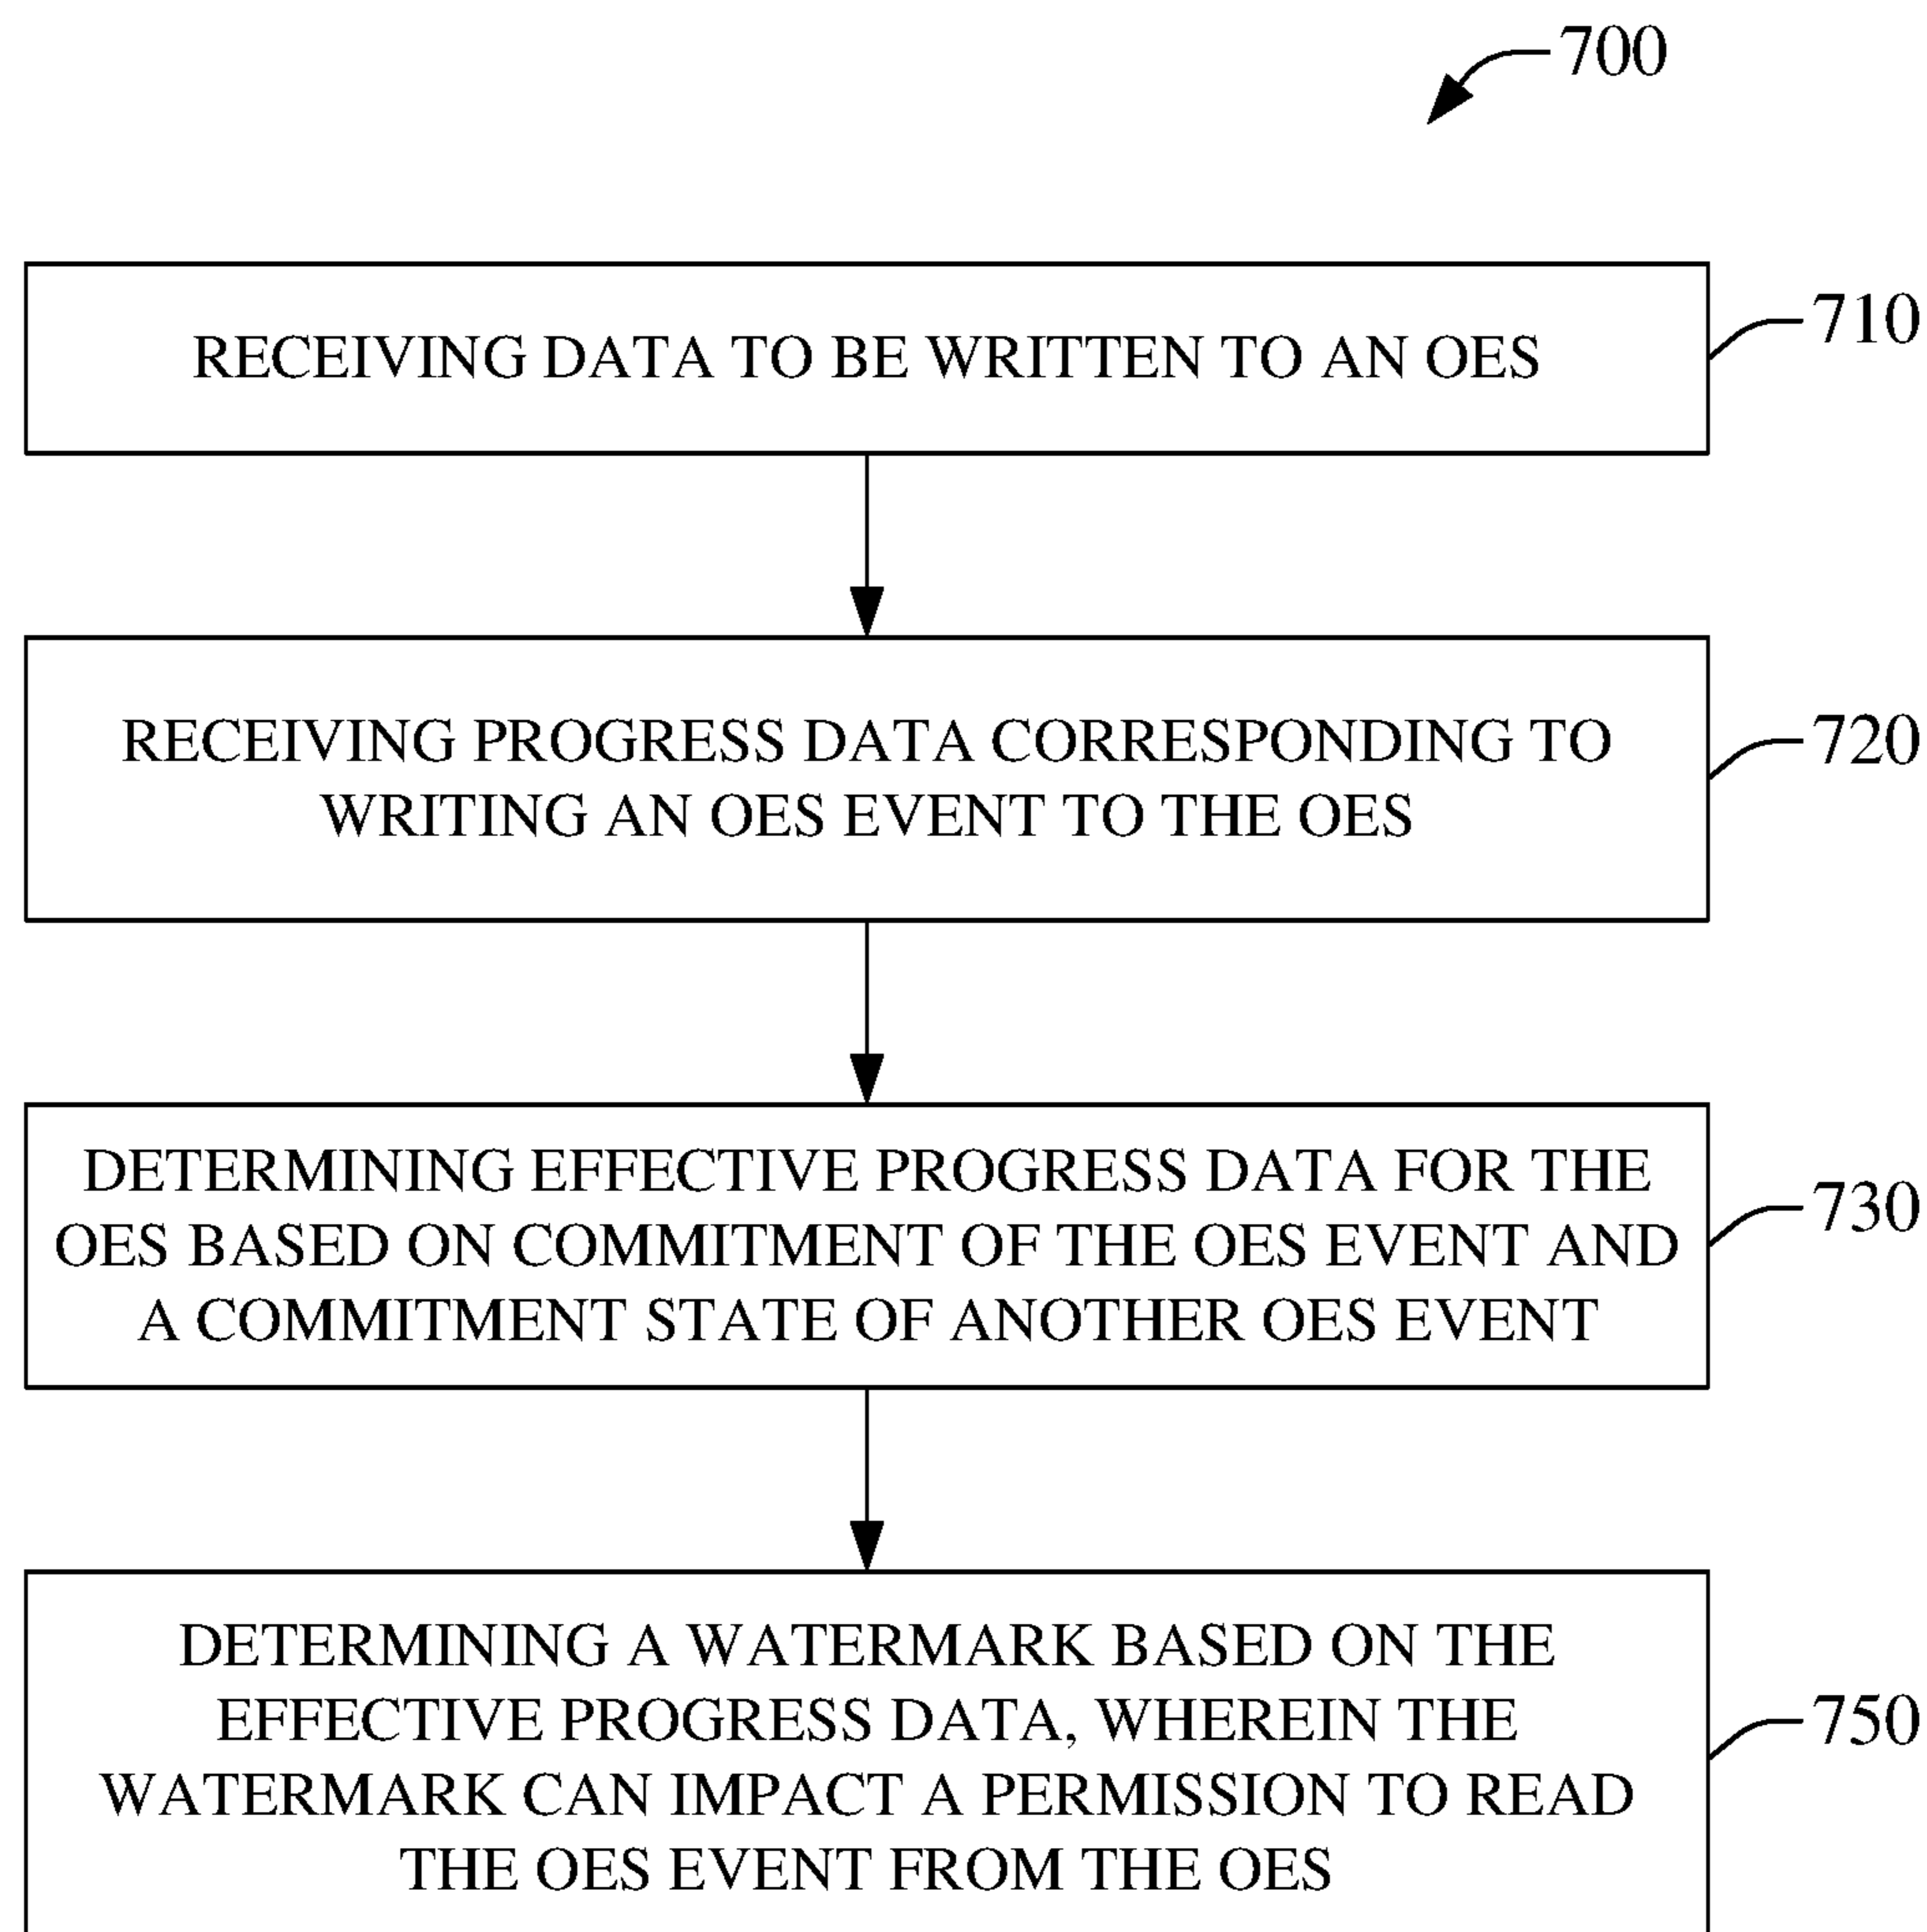 700
RECEIVING DATA TO BE WRITTEN TO AN OES
710
RECEIVING PROGRESS DATA CORRESPONDING TO
WRITING AN OES EVENT TO THE OES
720
DETERMINING EFFECTIVE PROGRESS DATA FOR THE
OES BASED ON COMMITMENT OF THE OES EVENT AND
A COMMITMENT STATE OF ANOTHER OES EVENT
730
DETERMINING A WATERMARK BASED ON THE
EFFECTIVE PROGRESS DATA, WHEREIN THE
WATERMARK CAN IMPACT A PERMISSION TO READ
THE OES EVENT FROM THE OES
750